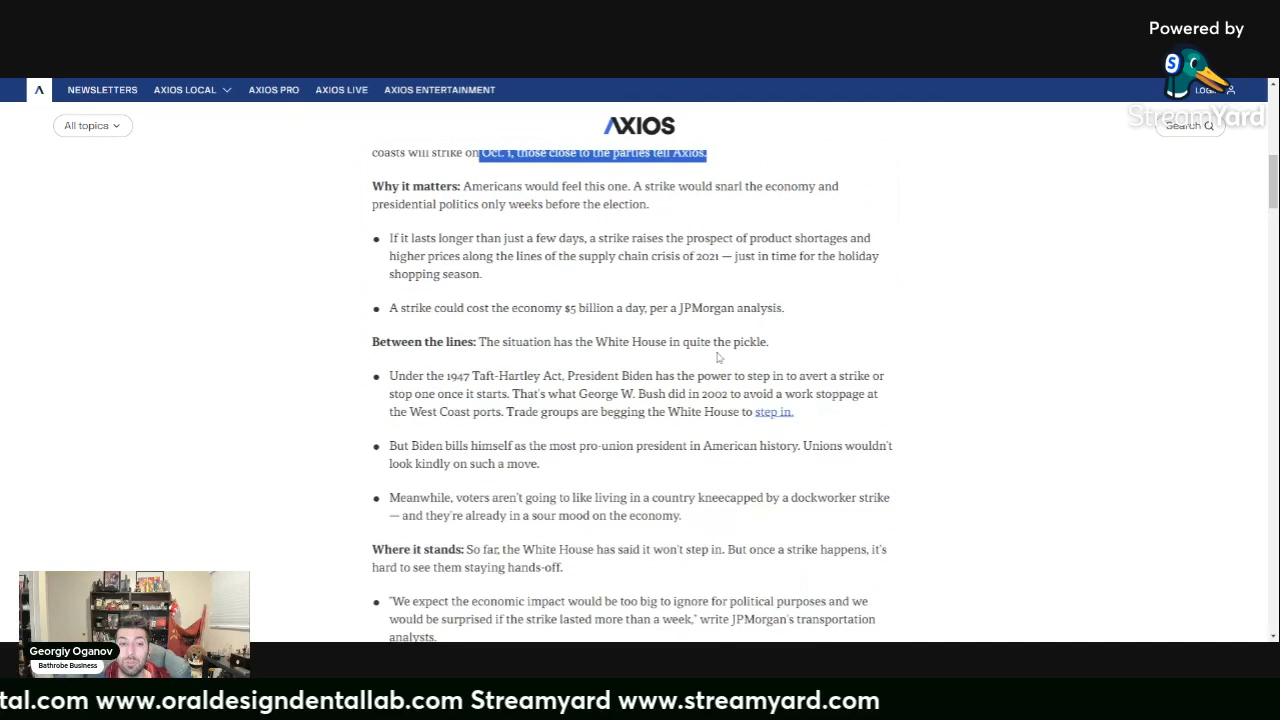 Powered by
S
StreamYard
NEWSLETTERS AXIOS LOCAL AXIOS PRO AXIOS LIVE AXIOS ENTERTAINMENT
All topics
AXIOS
Search
coasts will strike on Oct. 1, those close to the parties tell Axios.
Why it matters: Americans would feel this one. A strike would snarl the economy and
presidential politics only weeks before the election.
● If it lasts longer than just a few days, a strike raises the prospect of product shortages and
higher prices along the lines of the supply chain crisis of 2021 — just in time for the holiday
shopping season.
● A strike could cost the economy $5 billion a day, per a JPMorgan analysis.
Between the lines: The situation has the White House in quite the pickle.
● Under the 1947 Taft-Hartley Act, President Biden has the power to step in to avert a strike or
stop one once it starts. That's what George W. Bush did in 2002 to avoid a work stoppage at
the West Coast ports. Trade groups are begging the White House to step in.
● But Biden bills himself as the most pro-union president in American history. Unions wouldn't
look kindly on such a move.
● Meanwhile, voters aren't going to like living in a country kneecapped by a dockworker strike
— and they're already in a sour mood on the economy.
Where it stands: So far, the White House has said it won't step in. But once a strike happens, it's
hard to see them staying hands-off.
● "We expect the economic impact would be too big to ignore for political purposes and we
would be surprised if the strike lasted more than a week," write JPMorgan's transportation
analysts.
Georgiy Oganov
Bathrobe Business
tal.com www.oraldesigndentallab.com Streamyard www.streamyard.com